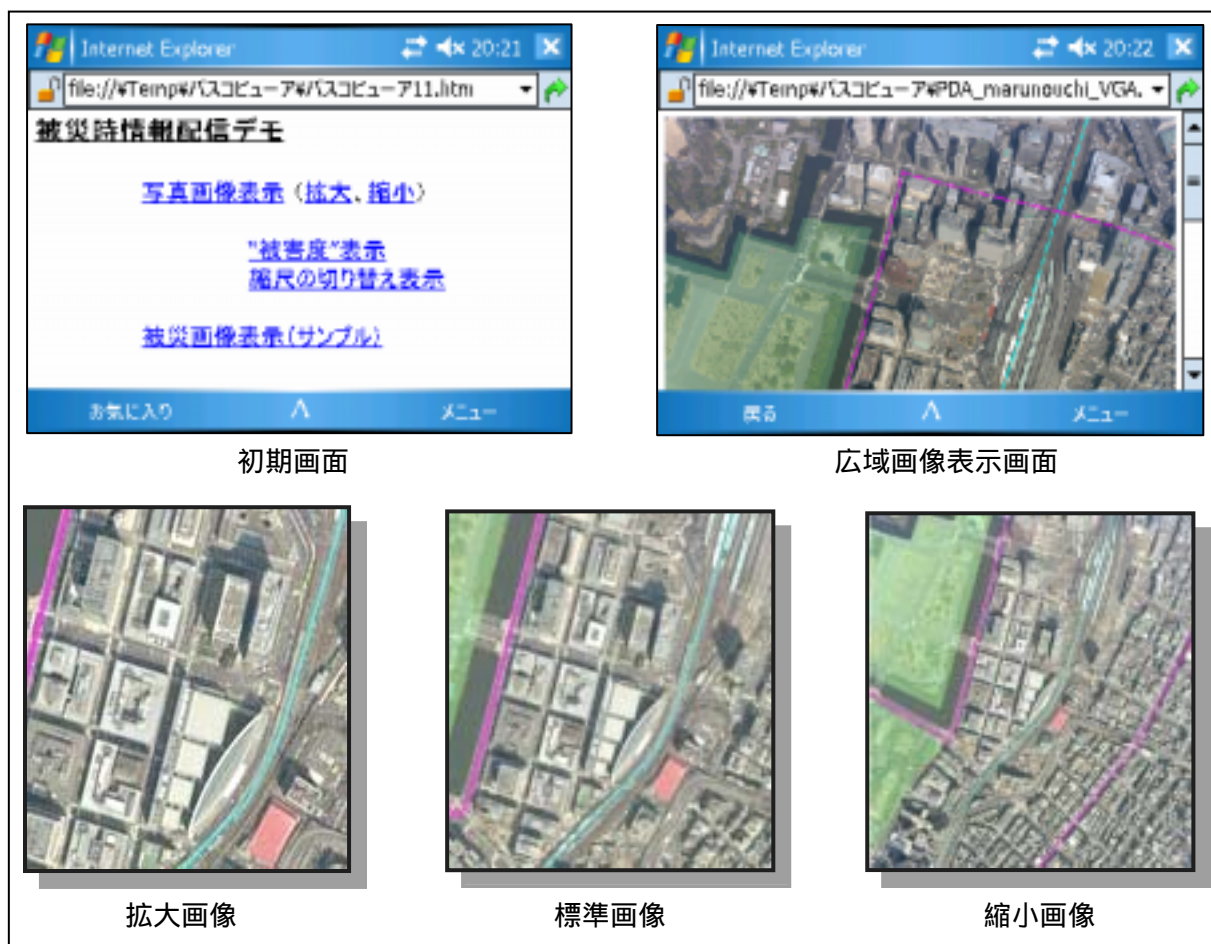 Internet Explorer 20:21
file://¥Temp¥パスコビューア¥パスコビューア11.htm
被災時情報配信デモ
写真画像表示（拡大、縮小）
"被害度"表示
縮尺の切り替え表示
被災画像表示(サンプル)
お気に入り メニュー
初期画面
Internet Explorer 20:22
file://¥Temp¥パスコビューア¥PDA_marunouchi_VGA.
戻る メニュー
広域画像表示画面
拡大画像
標準画像
縮小画像